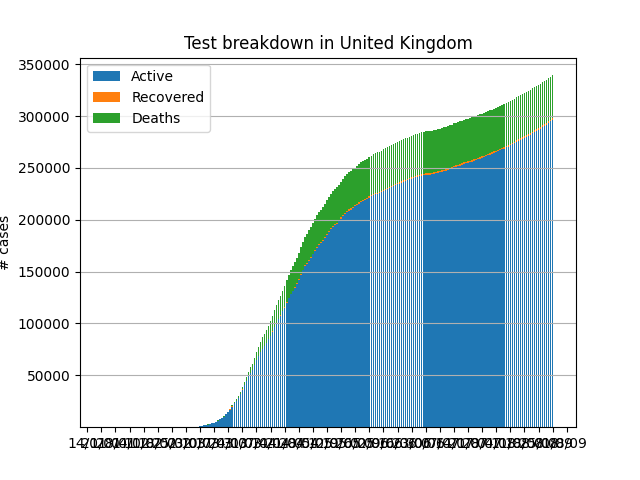 Test breakdown in United Kingdom
Active
Recovered
Deaths
# cases
350000
300000
250000
200000
150000
100000
50000